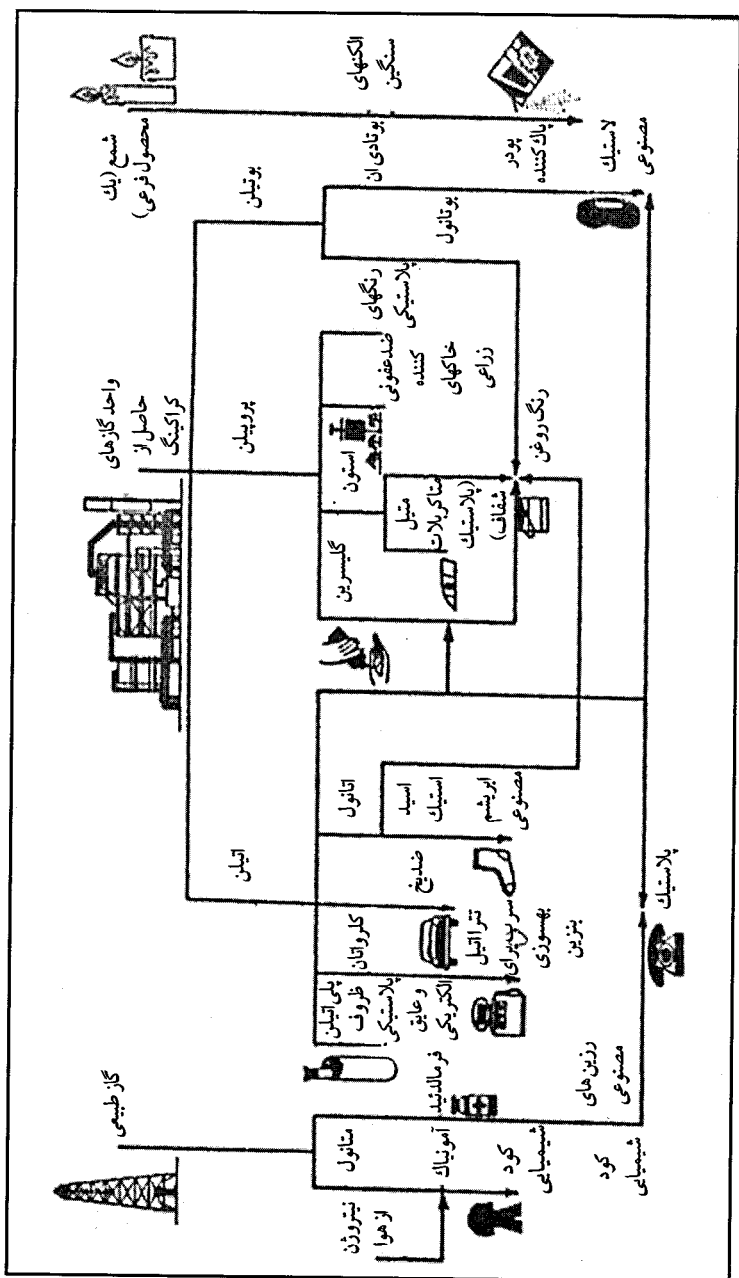 گاز طبیعی
متانول
آمونیاک
نیتروژن
از هوا
کود
شیمیایی
کود
شیمیایی
فرمالدئید
رزین های
مصنوعی
واحد گازهای
حاصل از
کراکینگ
اتیلن
پلی اتیلن
ظروف
پلاستیکی
و عایق
الکتریکی
کلرواتان
تترا اتیل
سرب برای
بهسوزی
بنزین
ضدیخ
اتانول
اسید
استیک
ابریشم
مصنوعی
پلاستیک
پروپیلن
گلیسرین
استون
متیل
متاکریلات
(پلاستیک
شفاف)
ضدعفونی
کننده
خاکهای
زراعی
رنگهای
پلاستیکی
رنگ روغن
بوتیلن
بوتانول
بوتادی ان
لاستیک
مصنوعی
شمع (یک
محصول فرعی)
الکنهای
سنگین
پودر
پاک کننده